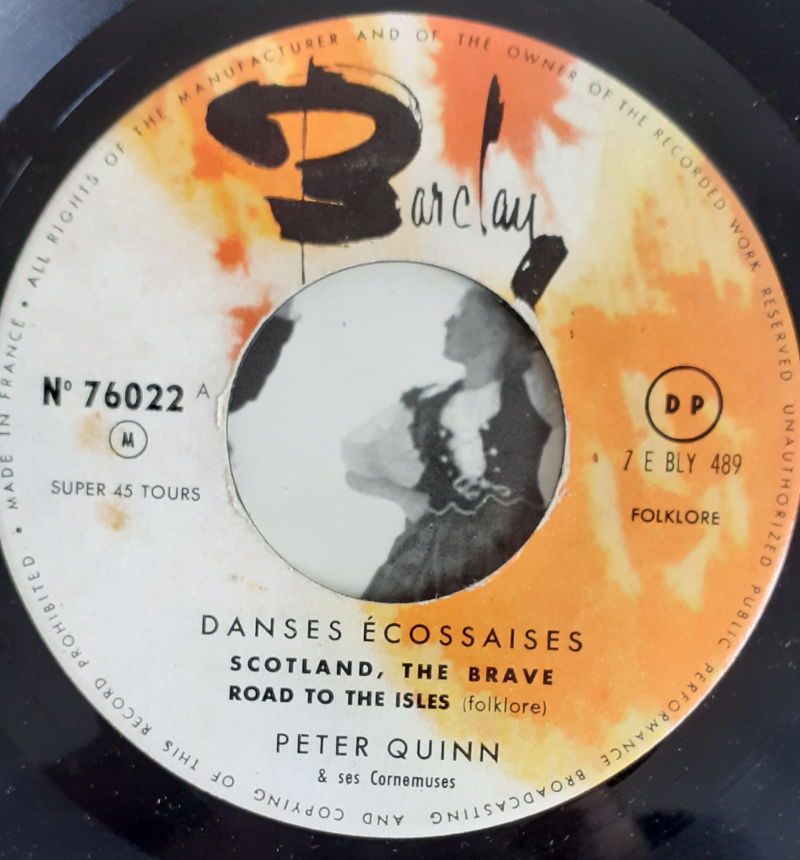 • MADE IN FRANCE • ALL RIGHTS OF THE MANUFACTURER AND OF THE OWNER OF THE RECORDED WORK RESERVED UNAUTHORIZED PUBLIC PERFORMANCE BROADCASTING AND COPYING OF THIS RECORD PROHIBITED
Barclay
Nº 76022 A
M
SUPER 45 TOURS
DP
7 E BLY 489
FOLKLORE
DANSES ÉCOSSAISES
SCOTLAND, THE BRAVE
ROAD TO THE ISLES (folklore)
PETER QUINN
& ses Cornemuses